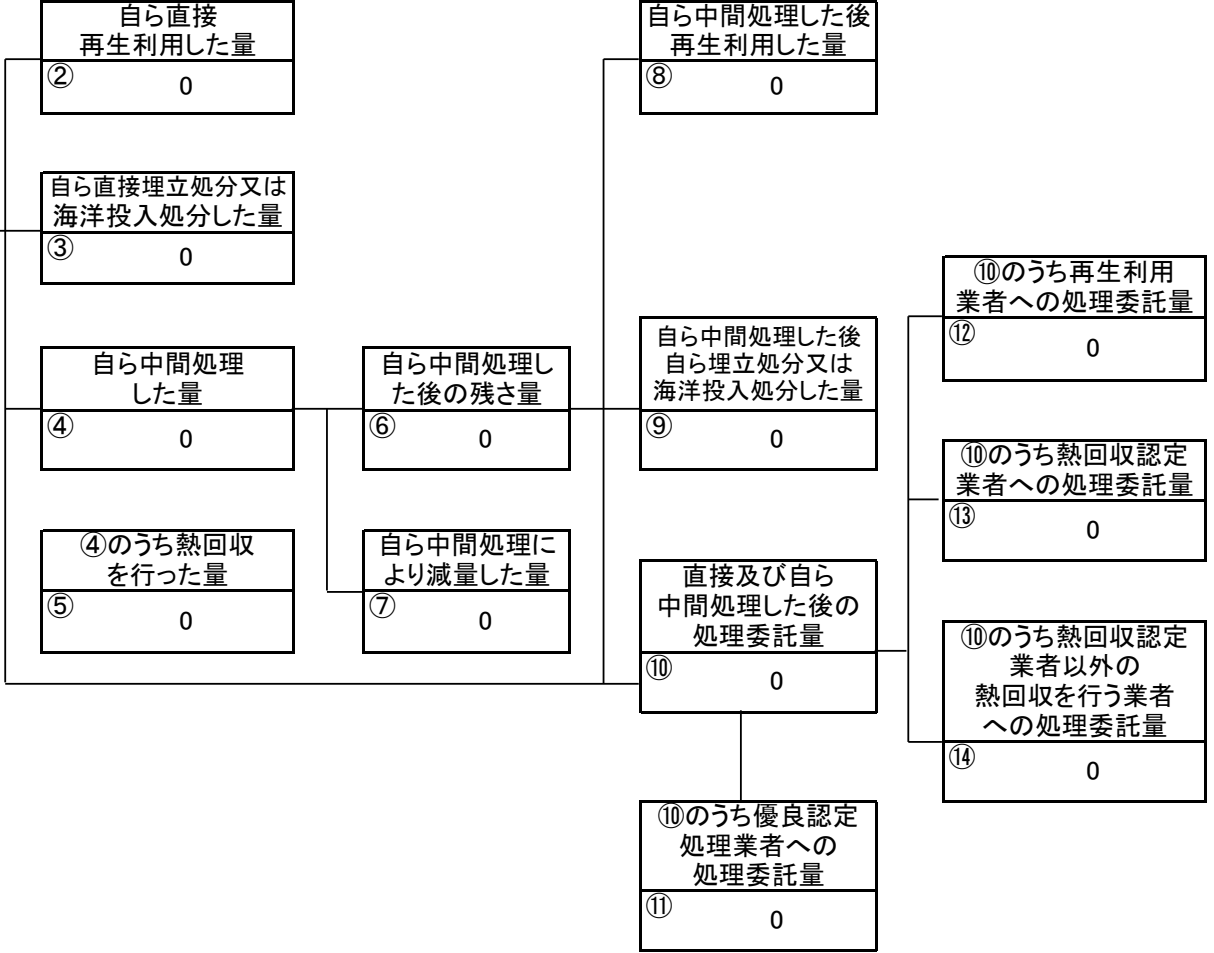 自ら直接
再生利用した量
②
0
自ら直接埋立処分又は
海洋投入処分した量
③
0
自ら中間処理
した量
④
0
④のうち熱回収
を行った量
⑤
0
自ら中間処理し
た後の残さ量
⑥
0
自ら中間処理に
より減量した量
⑦
0
自ら中間処理した後
再生利用した量
⑧
0
自ら中間処理した後
自ら埋立処分又は
海洋投入処分した量
⑨
0
直接及び自ら
中間処理した後の
処理委託量
⑩
0
⑩のうち優良認定
処理業者への
処理委託量
⑪
0
⑩のうち再生利用
業者への処理委託量
⑫
0
⑩のうち熱回収認定
業者への処理委託量
⑬
0
⑩のうち熱回収認定
業者以外の
熱回収を行う業者
への処理委託量
⑭
0